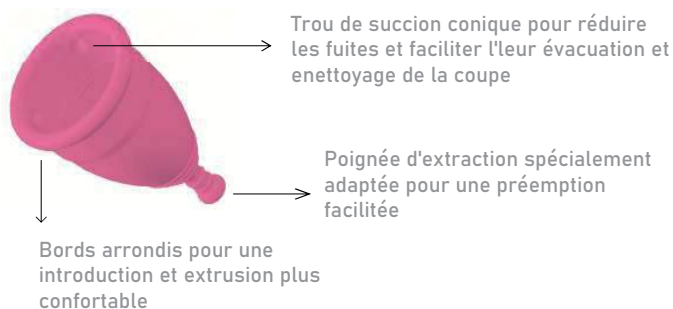 Trou de succion conique pour réduire
les fuites et faciliter l'leur évacuation et
enettoyage de la coupe
Poignée d'extraction spécialement
adaptée pour une préemption
facilitée
Bords arrondis pour une
introduction et extrusion plus
confortable